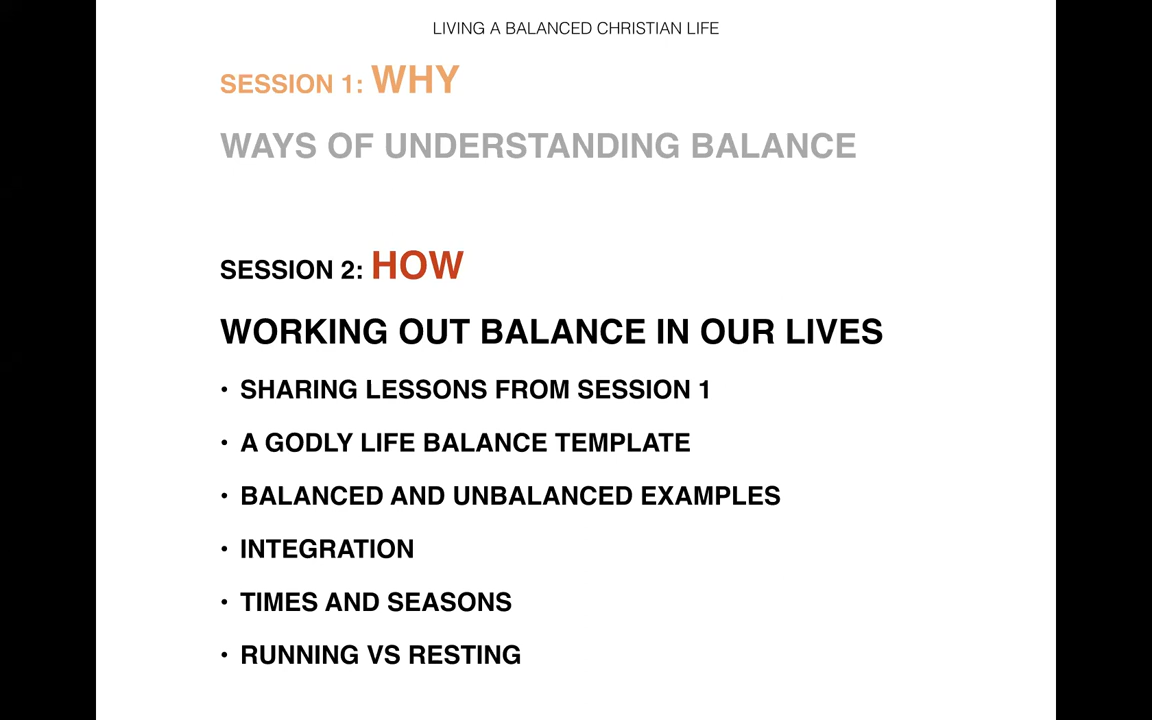 LIVING A BALANCED CHRISTIAN LIFE
SESSION 1: WHY
WAYS OF UNDERSTANDING BALANCE
SESSION 2: HOW
WORKING OUT BALANCE IN OUR LIVES
• SHARING LESSONS FROM SESSION 1
• A GODLY LIFE BALANCE TEMPLATE
• BALANCED AND UNBALANCED EXAMPLES
• INTEGRATION
• TIMES AND SEASONS
• RUNNING VS RESTING